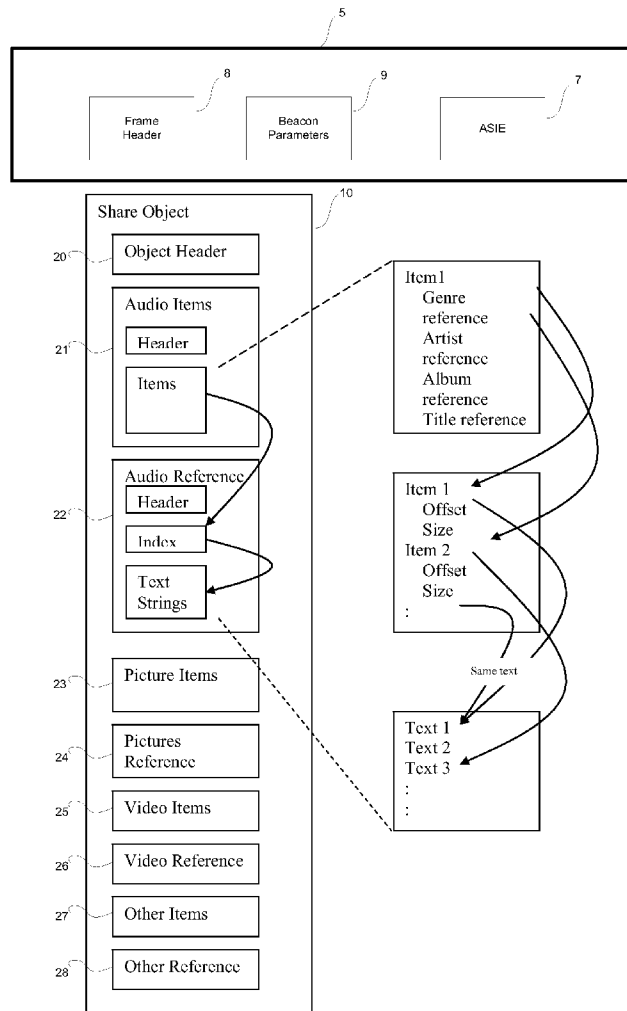 5
8
9
7
Frame
Header
Beacon
Parameters
ASIE
10
Share Object
20
Object Header
Audio Items
21
Header
Items
Audio Reference
22
Header
Index
Text
Strings
23
Picture Items
24
Pictures
Reference
25
Video Items
26
Video Reference
27
Other Items
28
Other Reference
Item1
Genre
reference
Artist
reference
Album
reference
Title reference
Item 1
Offset
Size
Item 2
Offset
Size
:
Same text
Text 1
Text 2
Text 3
:
: